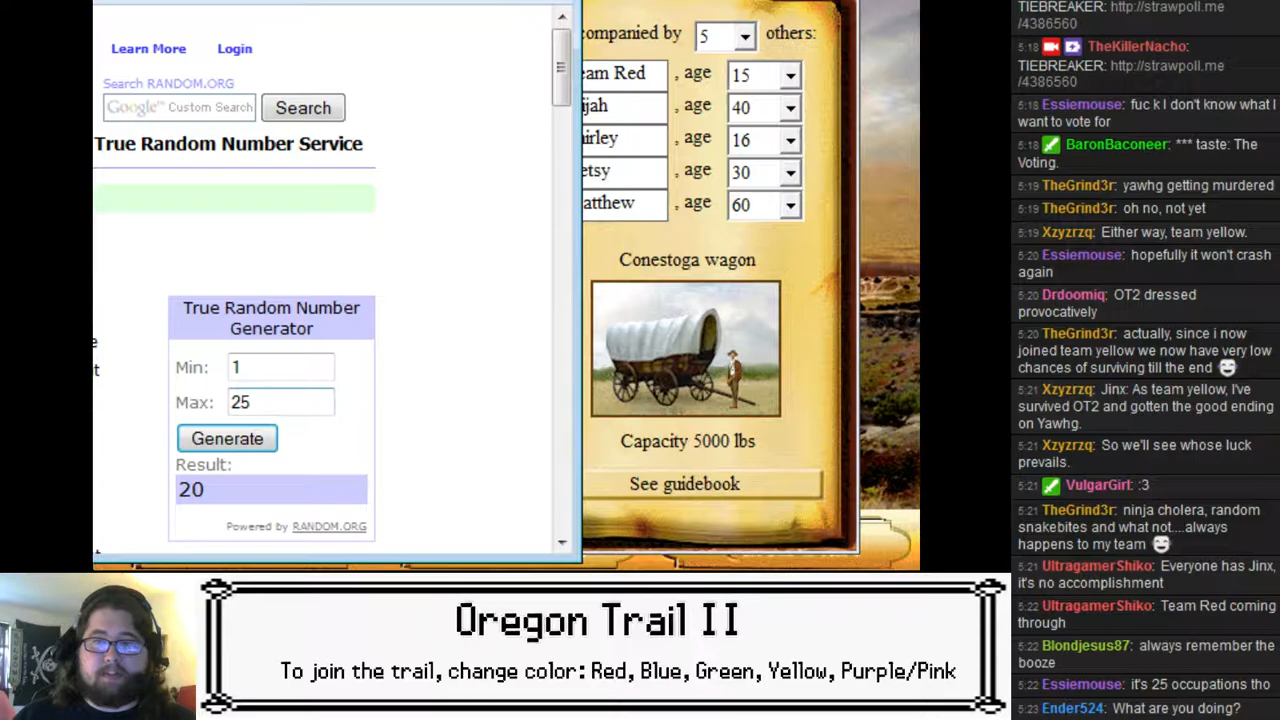 Learn More Login
Search RANDOM.ORG
Google™ Custom Search Search
True Random Number Service
True Random Number
Generator
Min: 1
Max: 25
Generate
Result:
20
Powered by RANDOM.ORG
companied by 5 others:
eam Red , age 15
ijah , age 40
irley , age 16
etsy , age 30
atthew , age 60
Conestoga wagon
Capacity 5000 lbs
See guidebook
Oregon Trail II
To join the trail, change color: Red, Blue, Green, Yellow, Purple/Pink
TIEBREAKER: http://strawpoll.me
/4386560
5:18 TheKillerNacho:
TIEBREAKER: http://strawpoll.me
/4386560
5:18 Essiemouse: fuc k I don't know what I
want to vote for
5:18 BaronBaconeer: *** taste: The
Voting.
5:19 TheGrind3r: yawhg getting murdered
5:19 TheGrind3r: oh no, not yet
5:19 Xzyzrzq: Either way, team yellow.
5:20 Essiemouse: hopefully it won't crash
again
5:20 Drdoomiq: OT2 dressed
provocatively
5:20 TheGrind3r: actually, since i now
joined team yellow we now have very low
chances of surviving till the end
5:21 Xzyzrzq: Jinx: As team yellow, I've
survived OT2 and gotten the good ending
on Yawhg.
5:21 Xzyzrzq: So we'll see whose luck
prevails.
5:21 VulgarGirl: :3
5:21 TheGrind3r: ninja cholera, random
snakebites and what not....always
happens to my team
5:21 UltragamerShiko: Everyone has Jinx,
it's no accomplishment
5:22 UltragamerShiko: Team Red coming
through
5:22 Blondjesus87: always remember the
booze
5:22 Essiemouse: it's 25 occupations tho
5:23 Ender524: What are you doing?